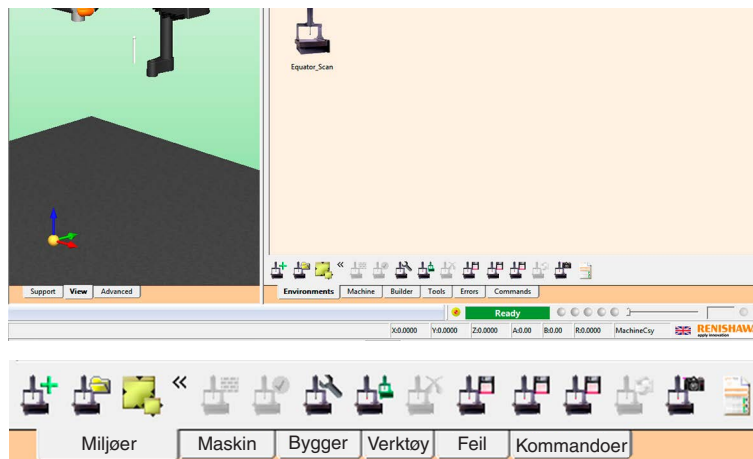 Equator_Scan
Support View Advanced
Environments Machine Builder Tools Errors Commands
Ready
X:0.0000 Y:0.0000 Z:0.0000 A:0.00 B:0.00 R:0.0000 MachineCsy RENISHAW
apply innovation
Miljøer Maskin Bygger Verktøy Feil Kommandoer